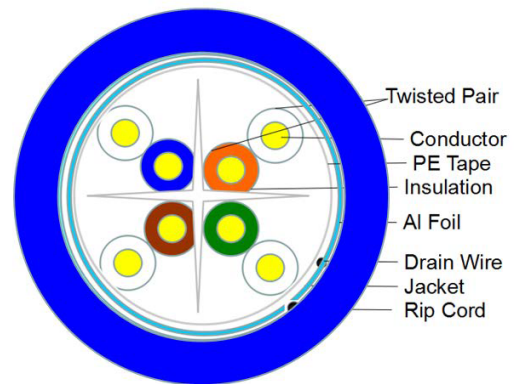 Twisted Pair
Conductor
PE Tape
Insulation
Al Foil
Drain Wire
Jacket
Rip Cord